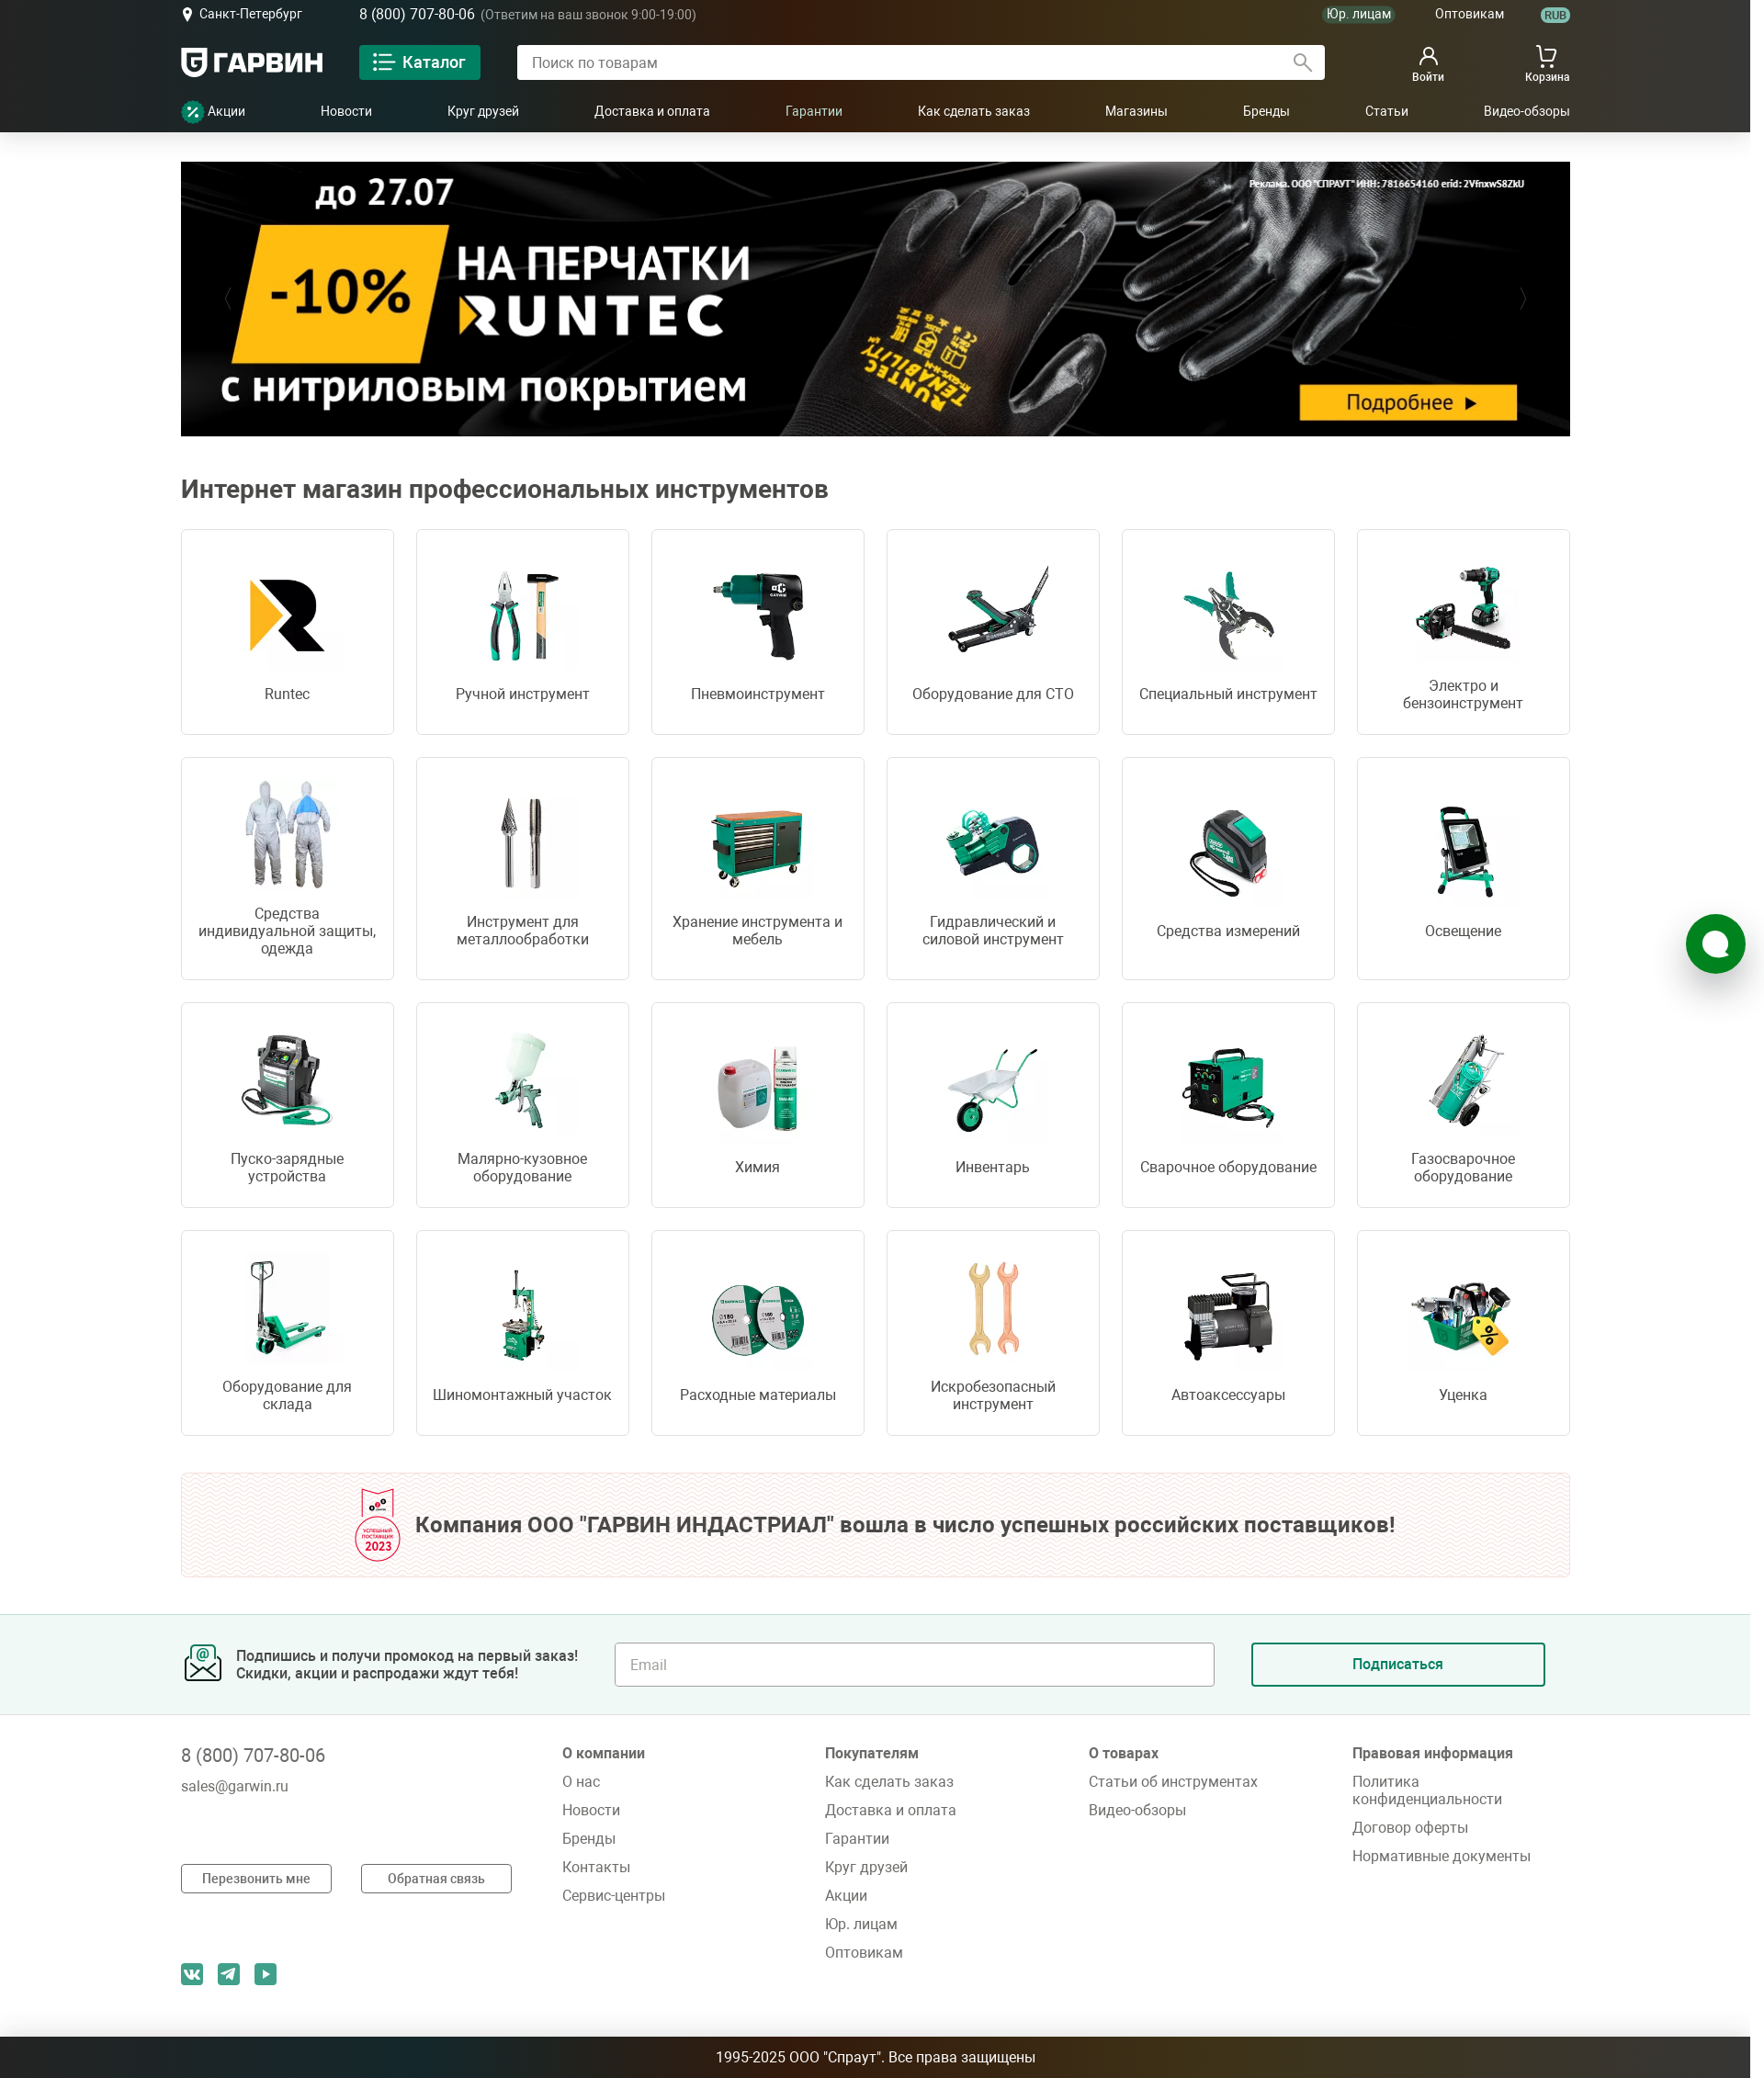 Санкт-Петербург
8 (800) 707-80-06 (Ответим на ваш звонок 9:00-19:00)
Юр. лицам
Оптовикам
RUB
ГАРВИН
Каталог
Поиск по товарам
Войти
Корзина
Акции
Новости
Круг друзей
Доставка и оплата
Гарантии
Как сделать заказ
Магазины
Бренды
Статьи
Видео-обзоры
до 27.07
Реклама. ООО "СПРАУТ" ИНН: 7816654160 erid: 2VfnxwS8ZkU
-10%
НА ПЕРЧАТКИ
RUNTEC
с нитриловым покрытием
RUNTEC
TENABILITY
Подробнее
Интернет магазин профессиональных инструментов
Runtec
Ручной инструмент
Пневмоинструмент
Оборудование для СТО
Специальный инструмент
Электро и
бензоинструмент
Средства
индивидуальной защиты,
одежда
Инструмент для
металлообработки
Хранение инструмента и
мебель
Гидравлический и
силовой инструмент
Средства измерений
Освещение
Пуско-зарядные
устройства
Малярно-кузовное
оборудование
Химия
Инвентарь
Сварочное оборудование
Газосварочное
оборудование
Оборудование для
склада
Шиномонтажный участок
Расходные материалы
Искробезопасный
инструмент
Автоаксессуары
Уценка
УСПЕШНЫЙ
ПОСТАВЩИК
2023
Компания ООО "ГАРВИН ИНДАСТРИАЛ" вошла в число успешных российских поставщиков!
Подпишись и получи промокод на первый заказ!
Скидки, акции и распродажи ждут тебя!
Email
Подписаться
8 (800) 707-80-06
sales@garwin.ru
Перезвонить мне
Обратная связь
О компании
О нас
Новости
Бренды
Контакты
Сервис-центры
Покупателям
Как сделать заказ
Доставка и оплата
Гарантии
Круг друзей
Акции
Юр. лицам
Оптовикам
О товарах
Статьи об инструментах
Видео-обзоры
Правовая информация
Политика
конфиденциальности
Договор оферты
Нормативные документы
1995-2025 ООО "Спраут". Все права защищены